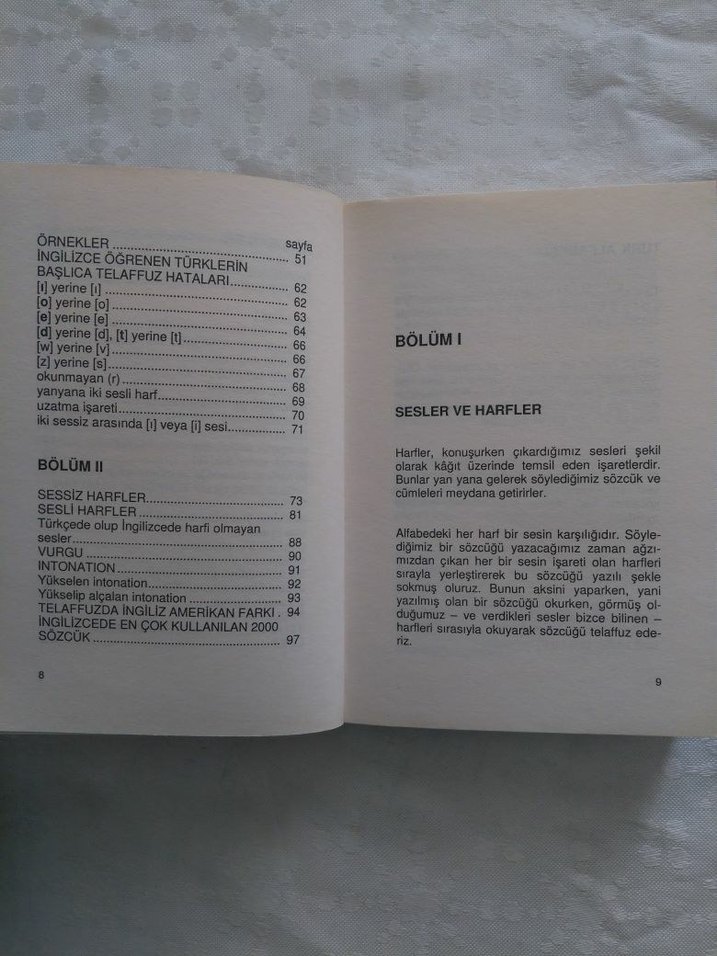 sayfa
ÖRNEKLER ........ 51
İNGİLİZCE ÖĞRENEN TÜRKLERİN
BAŞLICA TELAFFUZ HATALARI........ 62
[ı] yerine [ı] ........ 62
[o] yerine [o] ........ 63
[e] yerine [e] ........ 64
[d] yerine [d], [t] yerine [t]........ 66
[w] yerine [v] ........ 66
[z] yerine [s]........ 67
okunmayan (r) ........ 68
yanyana iki sesli harf........ 69
uzatma işareti........ 70
iki sessiz arasında [ı] veya [i] sesi........ 71
BÖLÜM II
SESSİZ HARFLER........ 73
SESLİ HARFLER ........ 81
Türkçede olup İngilizcede harfi olmayan
sesler........ 88
VURGU ........ 90
INTONATION ........ 91
Yükselen intonation........ 92
Yükselip alçalan intonation ........ 93
TELAFFUZDA İNGİLİZ AMERİKAN FARKI . 94
İNGİLİZCEDE EN ÇOK KULLANILAN 2000
SÖZCÜK ........ 97
8
BÖLÜM I
SESLER VE HARFLER
Harfler, konuşurken çıkardığımız sesleri şekil
olarak kâğıt üzerinde temsil eden işaretlerdir.
Bunlar yan yana gelerek söylediğimiz sözcük ve
cümleleri meydana getirirler.
Alfabedeki her harf bir sesin karşılığıdır. Söyle-
diğimiz bir sözcüğü yazacağımız zaman ağzı-
mızdan çıkan her bir sesin işareti olan harfleri
sırayla yerleştirerek bu sözcüğü yazılı şekle
sokmuş oluruz. Bunun aksini yaparken, yani
yazılmış olan bir sözcüğü okurken, görmüş ol-
duğumuz – ve verdikleri sesler bizce bilinen –
harfleri sırasıyla okuyarak sözcüğü telaffuz ede-
riz.
9